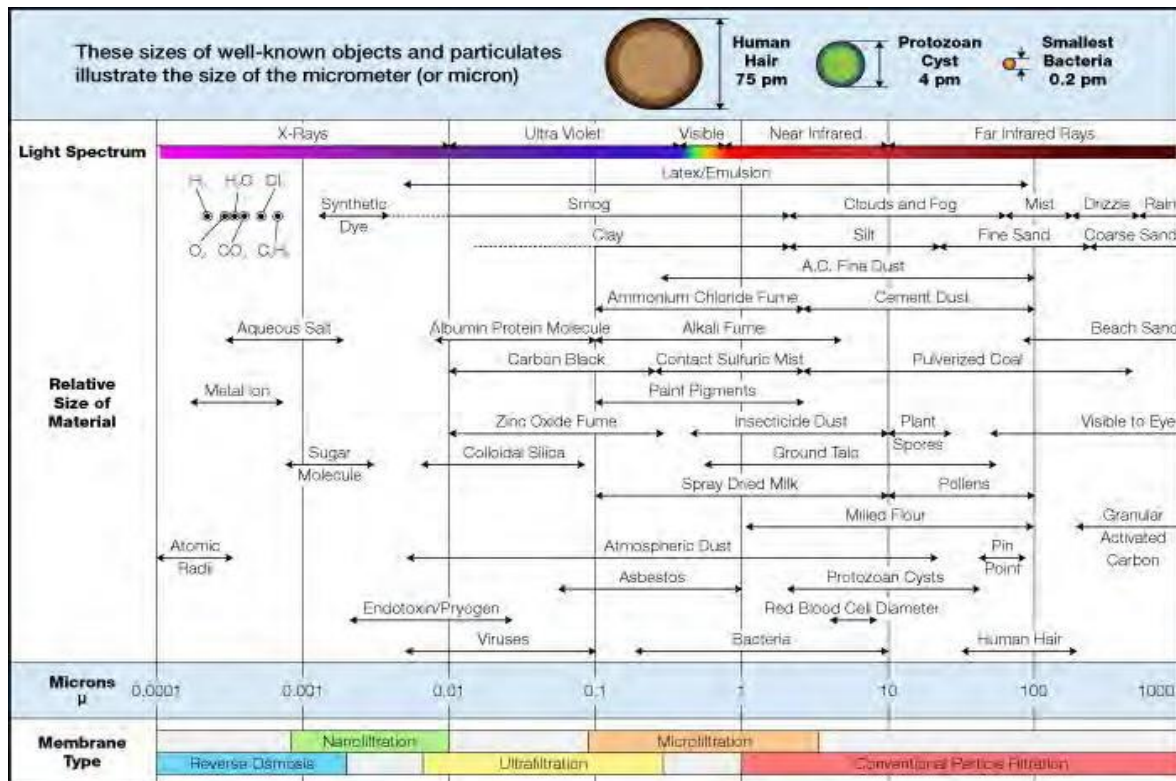 These sizes of well-known objects and particulates
illustrate the size of the micrometer (or micron)
Human
Hair
75 pm
Protozoan
Cyst
4 pm
Smallest
Bacteria
0.2 pm
Light Spectrum
X-Rays
Ultra Violet
Visible
Near Infrared
Far Infrared Rays
Relative
Size of
Material
Latex/Emulsion
H₂O
Synthetic
Dye
Smog
Clouds and Fog
Mist
Drizzle
Rain
CO₂
Clay
Silt
Fine Sand
Coarse Sand
A.C. Fine Dust
Ammonium Chloride Fume
Cement Dust
Aqueous Salt
Albumin Protein Molecule
Alkali Fume
Beach Sand
Carbon Black
Contact Sulfuric Mist
Pulverized Coal
Metal Ion
Paint Pigments
Zinc Oxide Fume
Insecticide Dust
Plant
Spores
Visible to Eye
Sugar
Molecule
Colloidal Silica
Ground Talc
Spray Dried Milk
Pollens
Milled Flour
Granular
Activated
Carbon
Atomic
Radii
Atmospheric Dust
Pin
Point
Asbestos
Protozoan Cysts
Endotoxin/Pryogen
Red Blood Cell Diameter
Viruses
Bacteria
Human Hair
Microns
μ
0.0001
0.001
0.01
0.1
1
10
100
1000
Membrane
Type
Nanofiltration
Microfiltration
Reverse Osmosis
Ultrafiltration
Conventional Particle Filtration